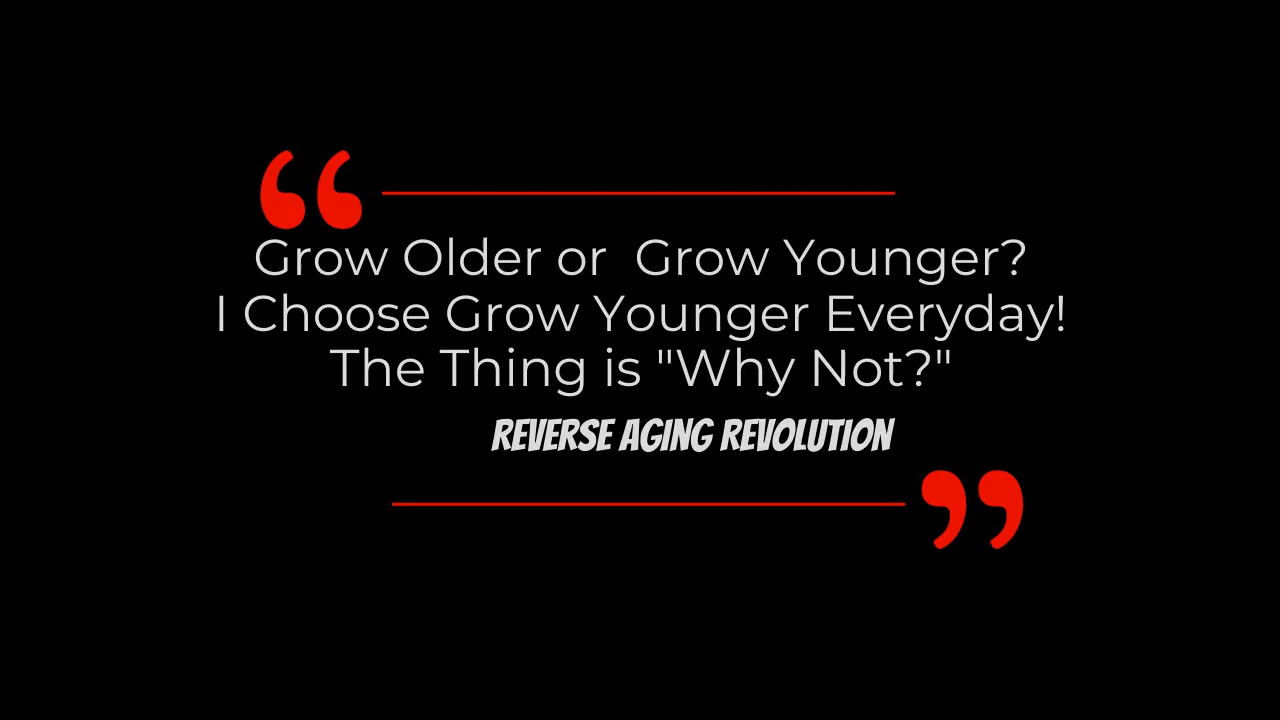 Grow Older or  Grow Younger?
I Choose Grow Younger Everyday!
The Thing is "Why Not?"
REVERSE AGING REVOLUTION